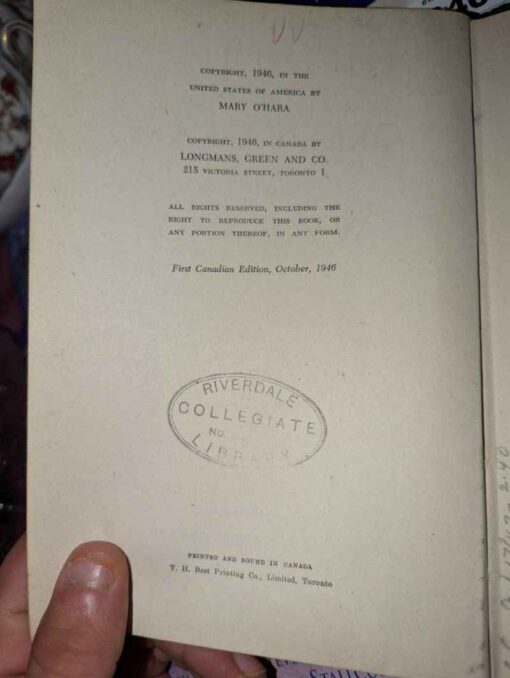 COPYRIGHT, 1946, IN THE
UNITED STATES OF AMERICA BY
MARY O'HARA
COPYRIGHT, 1946, IN CANADA BY
LONGMANS, GREEN AND CO.
215 VICTORIA STREET, TORONTO 1
ALL RIGHTS RESERVED, INCLUDING THE
RIGHT TO REPRODUCE THIS BOOK, OR
ANY PORTION THEREOF, IN ANY FORM.
First Canadian Edition, October, 1946
RIVERDALE
COLLEGIATE
No.
LIBRARY
PRINTED AND BOUND IN CANADA
T. H. Best Printing Co., Limited, Toronto